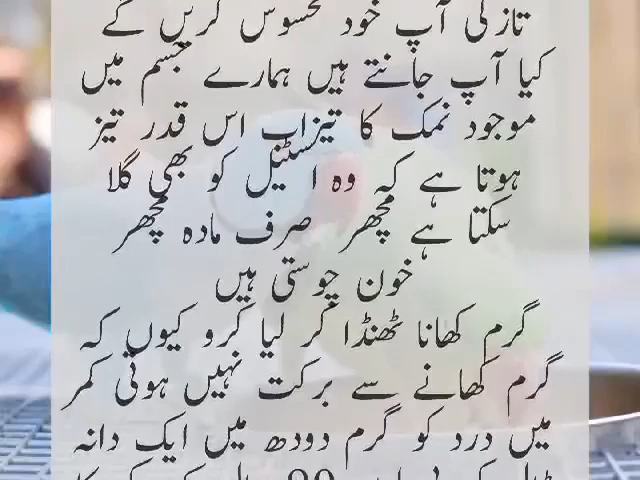 تازگی آپ خود محسوس کریں گے
کیا آپ جانتے ہیں ہمارے جسم میں
موجود نمک کا تیزاب اس قدر تیز
ہوتا ہے کہ وہ اسٹینل کو بھی گلا
سکتا ہے مچھر صرف مادہ مچھر
خون چوستی ہیں
گرم کھانا ٹھنڈا کر لیا کرو کیوں کہ
گرم کھانے سے برکت نہیں ہوتی کمر
میں درد کو گرم دودھ میں ایک دانہ
90